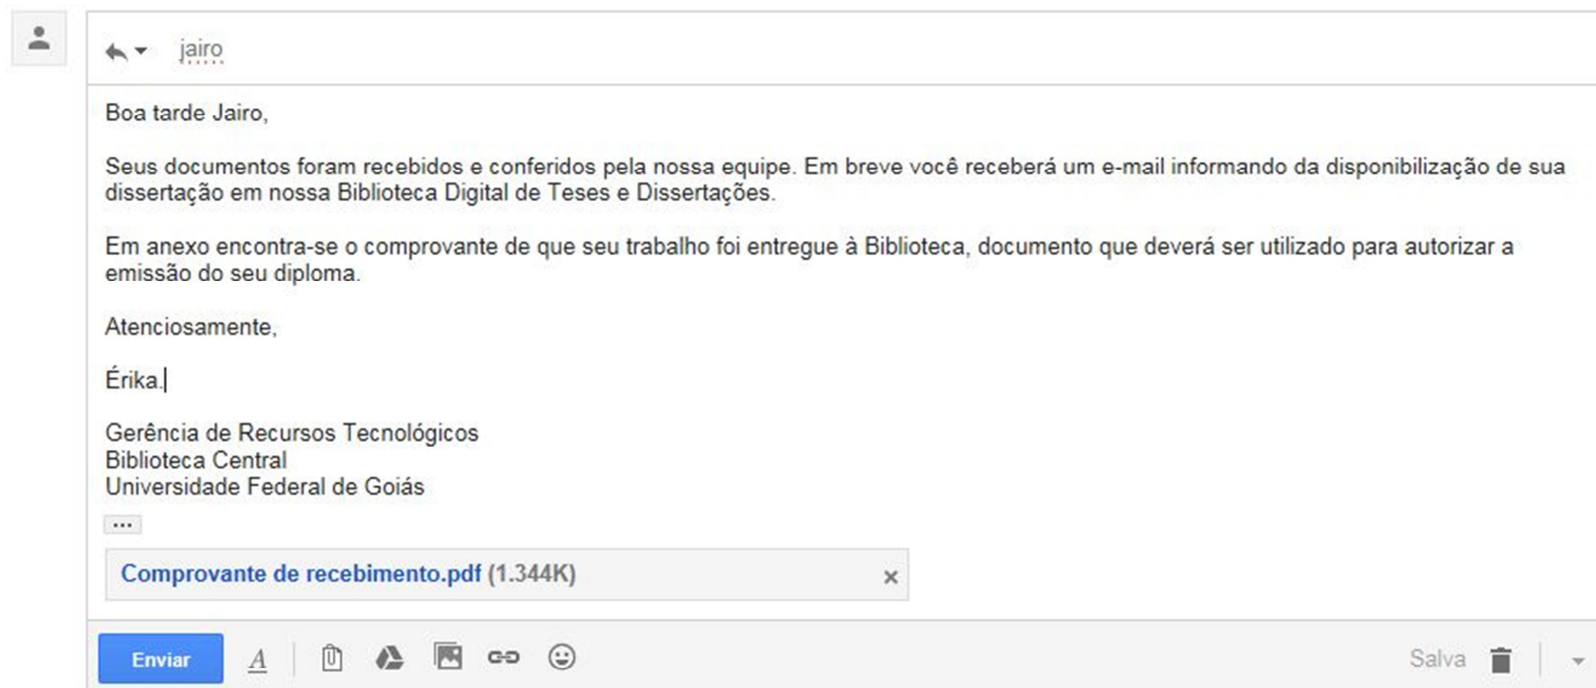 jairo
Boa tarde Jairo,
Seus documentos foram recebidos e conferidos pela nossa equipe. Em breve você receberá um e-mail informando da disponibilização de sua
dissertação em nossa Biblioteca Digital de Teses e Dissertações.
Em anexo encontra-se o comprovante de que seu trabalho foi entregue à Biblioteca, documento que deverá ser utilizado para autorizar a
emissão do seu diploma.
Atenciosamente,
Érika.
Gerência de Recursos Tecnológicos
Biblioteca Central
Universidade Federal de Goiás
...
Comprovante de recebimento.pdf (1.344K)
Enviar A Salva